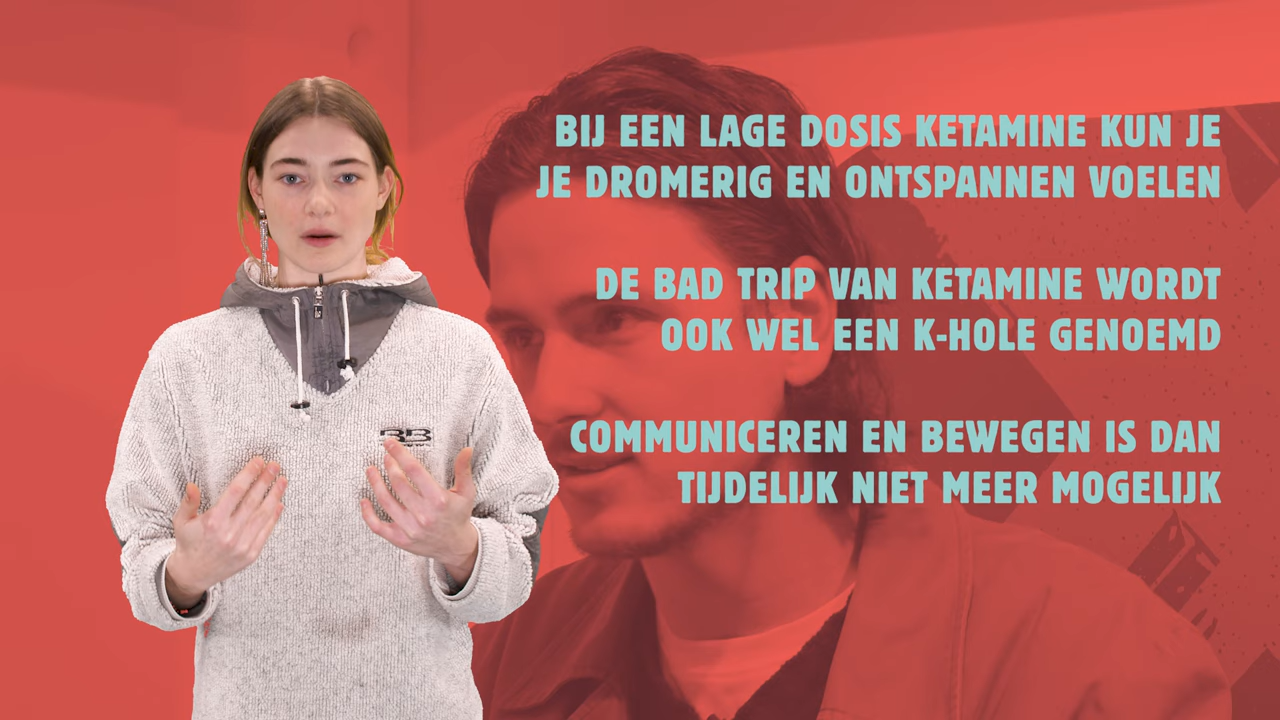 BIJ EEN LAGE DOSIS KETAMINE KUN JE
JE DROMERIG EN ONTSPANNEN VOELEN
DE BAD TRIP VAN KETAMINE WORDT
OOK WEL EEN K-HOLE GENOEMD
COMMUNICEREN EN BEWEGEN IS DAN
TIJDELIJK NIET MEER MOGELIJK